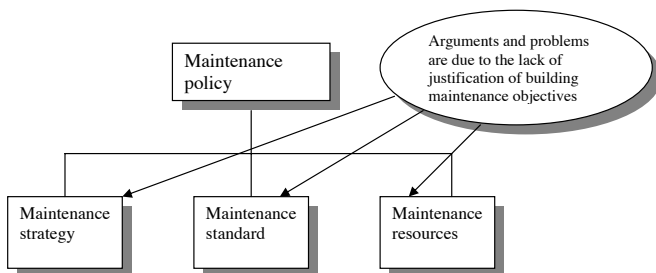 Maintenance
policy
Arguments and problems
are due to the lack of
justification of building
maintenance objectives
Maintenance
strategy
Maintenance
standard
Maintenance
resources